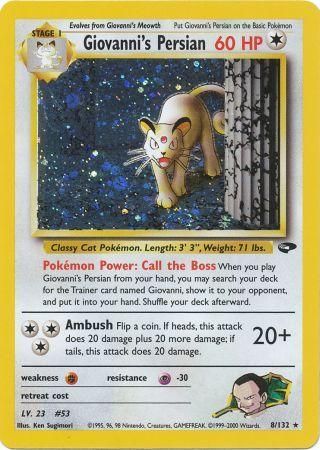 Evolves from Giovanni's Meowth Put Giovanni's Persian on the Basic Pokémon
STAGE 1
Giovanni's Persian 60 HP
Classy Cat Pokémon. Length: 3' 3", Weight: 71 lbs.
Pokémon Power: Call the Boss When you play
Giovanni's Persian from your hand, you may search your deck
for the Trainer card named Giovanni, show it to your opponent,
and put it into your hand. Shuffle your deck afterward.
Ambush Flip a coin. If heads, this attack
does 20 damage plus 20 more damage; if
tails, this attack does 20 damage.
20+
weakness resistance -30
retreat cost
LV. 23 #53
Illus. Ken Sugimori ©1995, 96, 98 Nintendo, Creatures, GAMEFREAK. ©1999-2000 Wizards. 8/132 ★